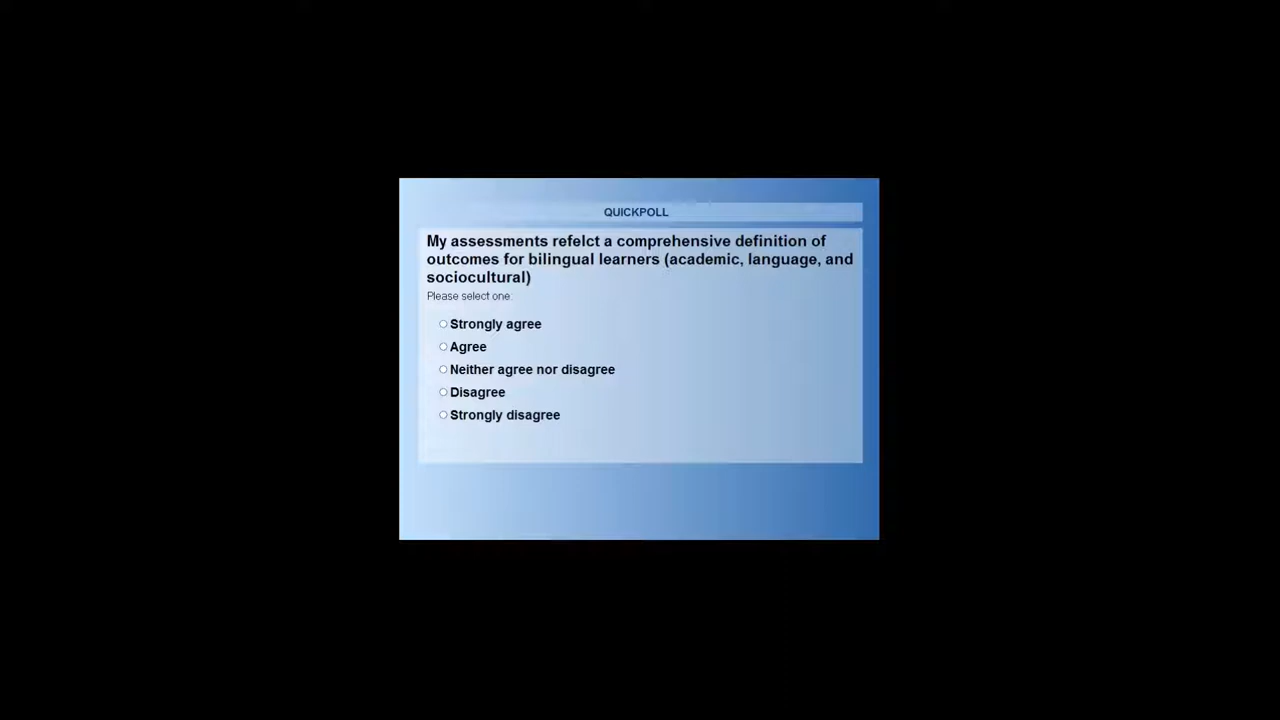 QUICKPOLL
My assessments refelct a comprehensive definition of
outcomes for bilingual learners (academic, language, and
sociocultural)
Please select one:
Strongly agree
Agree
Neither agree nor disagree
Disagree
Strongly disagree